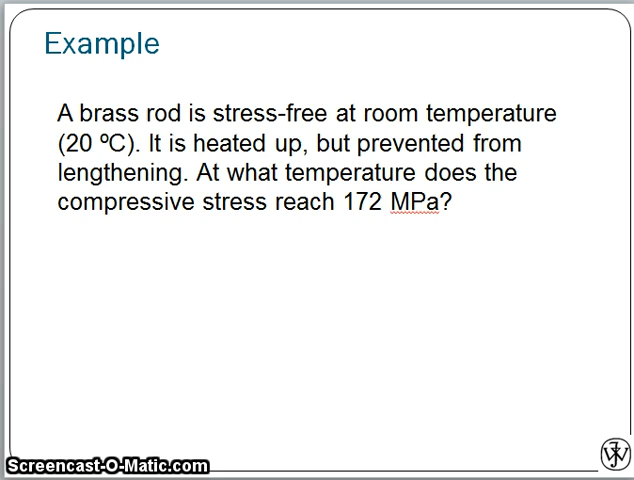 Example
A brass rod is stress-free at room temperature
(20 ºC). It is heated up, but prevented from
lengthening. At what temperature does the
compressive stress reach 172 MPa?
Screencast-O-Matic.com